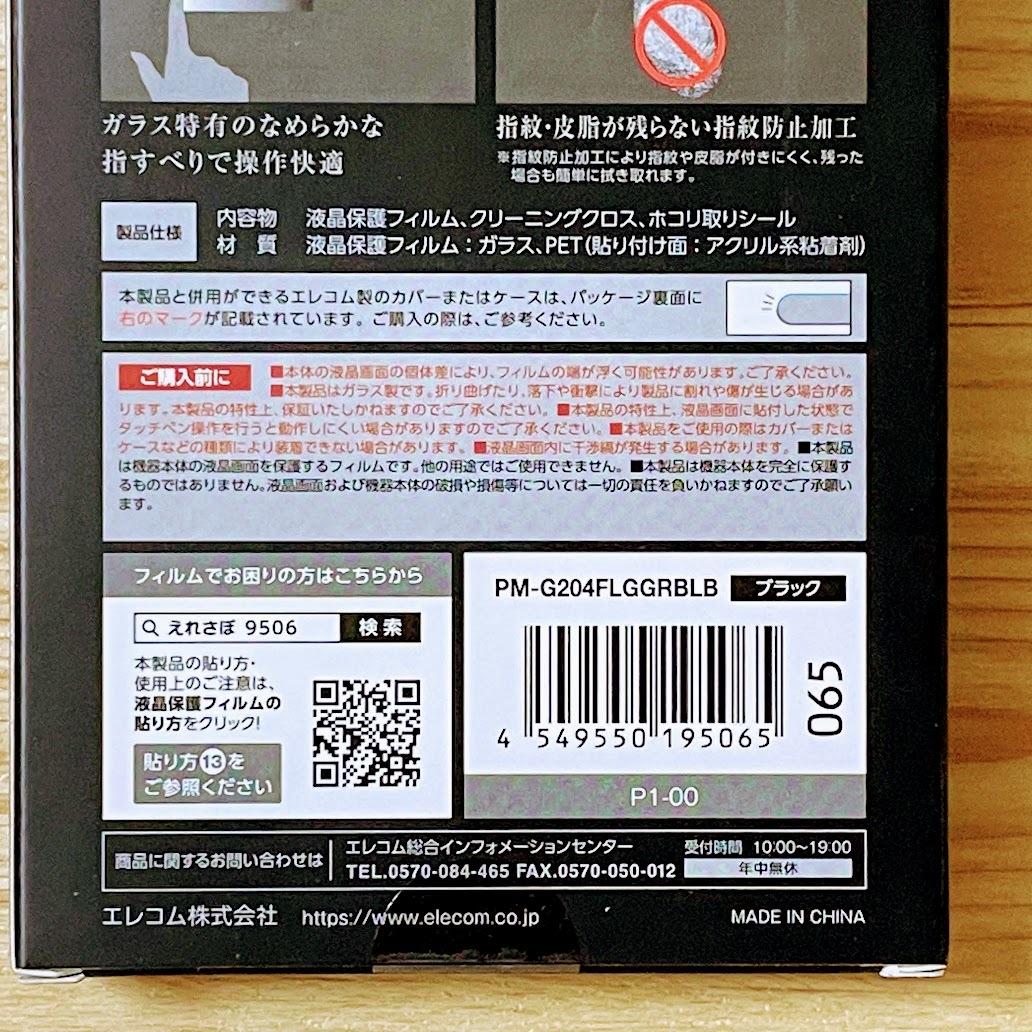 ガラス特有のなめらかな
指すべりで操作快適
指紋・皮脂が残らない指紋防止加工
※指紋防止加工により指紋や皮脂が付きにくく、残った
場合も簡単に拭き取れます。
製品仕様
内容物 液晶保護フィルム、クリーニングクロス、ホコリ取りシール
材質 液晶保護フィルム：ガラス、PET（貼り付け面：アクリル系粘着剤）
本製品と併用ができるエレコム製のカバーまたはケースは、パッケージ裏面に
右のマークが記載されています。ご購入の際は、ご参考ください。
ご購入前に ■本体の液晶画面の個体差により、フィルムの端が浮く可能性があります。ご了承ください。
■本製品はガラス製です。折り曲げたり、落下や衝撃により製品に割れや傷が生じる場合があ
ります。本製品の特性上、保証いたしかねますのでご了承ください。■本製品の特性上、液晶画面に貼付した状態で
タッチペン操作を行うと動作しにくい場合がありますのでご了承ください。■本製品をご使用の際はカバーまたは
ケースなどの種類により装着できない場合があります。■液晶画面内に干渉縞が発生する場合があります。■本製品
は機器本体の液晶画面を保護するフィルムです。他の用途ではご使用できません。■本製品は機器本体を完全に保護す
るものではありません。液晶画面および機器本体の破損や損傷等については一切の責任を負いかねますのでご了承願い
ます。
フィルムでお困りの方はこちらから
えれさぽ 9506 検索
本製品の貼り方・
使用上のご注意は、
液晶保護フィルムの
貼り方をクリック!
貼り方⑬を
ご参照ください
PM-G204FLGGRBLB ブラック
4 549550 195065
065
P1-00
商品に関するお問い合わせは
エレコム総合インフォメーションセンター
TEL.0570-084-465 FAX.0570-050-012
受付時間 10:00〜19:00
年中無休
エレコム株式会社 https://www.elecom.co.jp
MADE IN CHINA